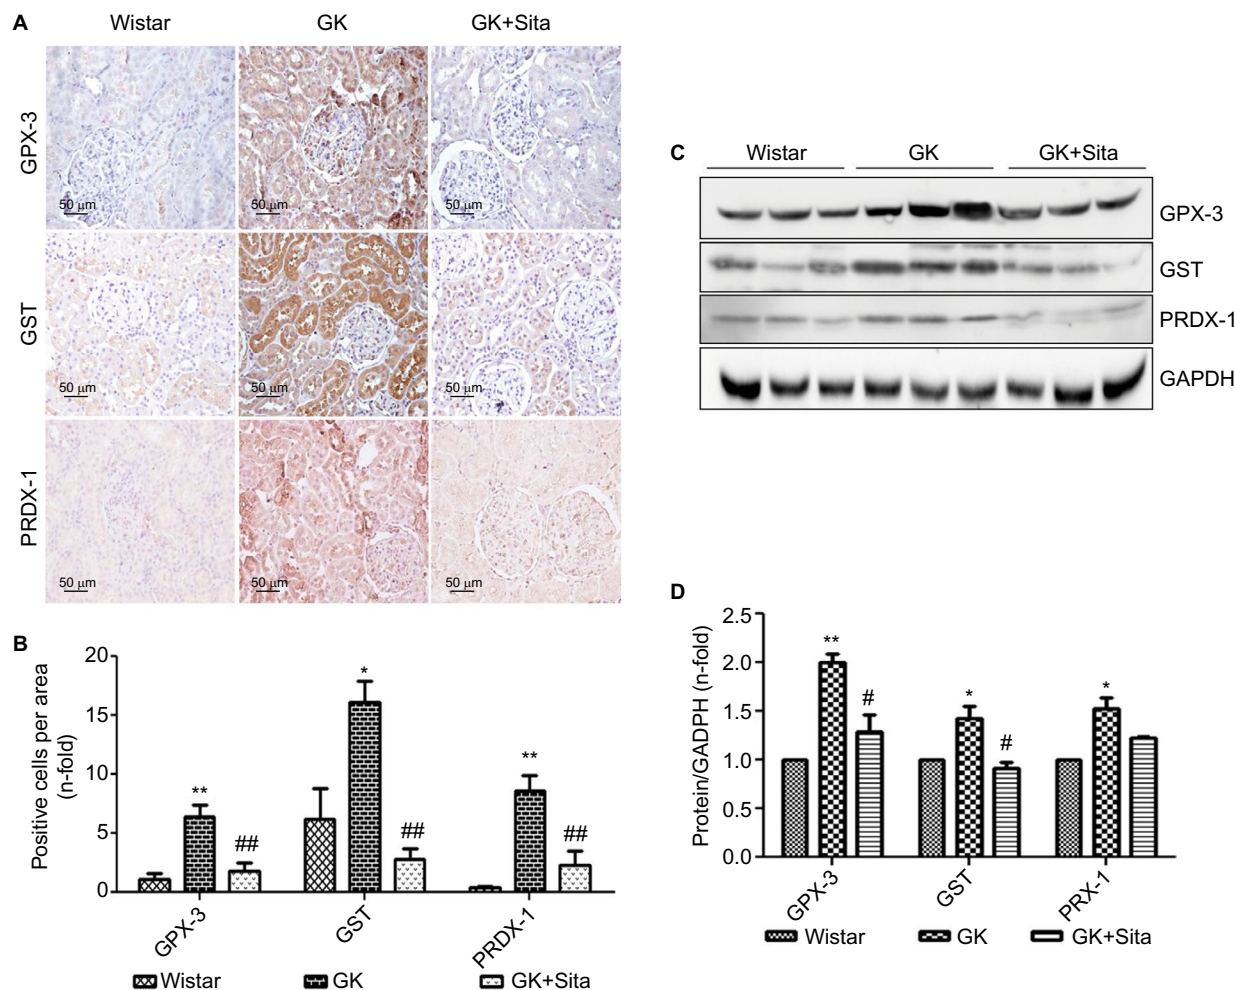 A
Wistar
GK
GK+Sita
GPX-3
50 µm
50 µm
50 µm
GST
50 µm
50 µm
50 µm
PRDX-1
50 µm
50 µm
50 µm
B
Positive cells per area
(n-fold)
20
15
10
5
0
**
##
*
##
**
##
GPX-3
GST
PRDX-1
Wistar
GK
GK+Sita
C
Wistar
GK
GK+Sita
GPX-3
GST
PRDX-1
GAPDH
D
Protein/GADPH (n-fold)
2.5
2.0
1.5
1.0
0.5
0.0
**
#
*
#
*
GPX-3
GST
PRX-1
Wistar
GK
GK+Sita